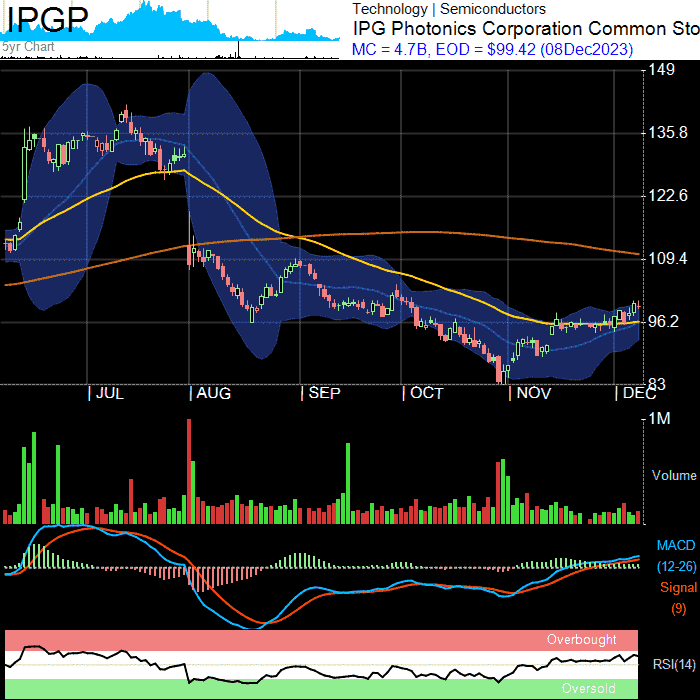 IPGP
5yr Chart
Technology | Semiconductors
IPG Photonics Corporation Common Sto
MC = 4.7B, EOD = $99.42 (08Dec2023)
149
135.8
122.6
109.4
96.2
83
JUL AUG SEP OCT NOV DEC
1M
Volume
MACD
(12-26)
Signal
(9)
Overbought
RSI(14)
Oversold